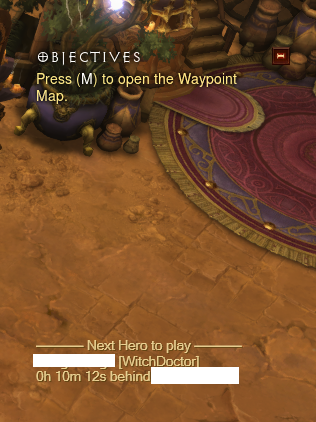 OBJECTIVES
Press (M) to open the Waypoint
Map.
Next Hero to play
[WitchDoctor]
0h 10m 12s behind